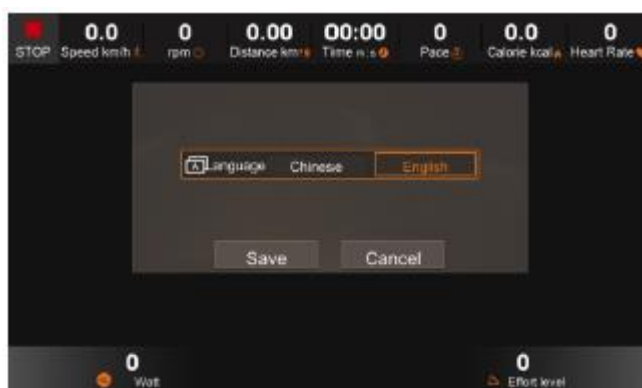 0.0 0 0.00 00:00 0 0.0 0
STOP Speed km/h rpm Distance km Time m:s Pace Calorie kcal Heart Rate
A Language Chinese English
Save Cancel
0 0
Watt Effort level